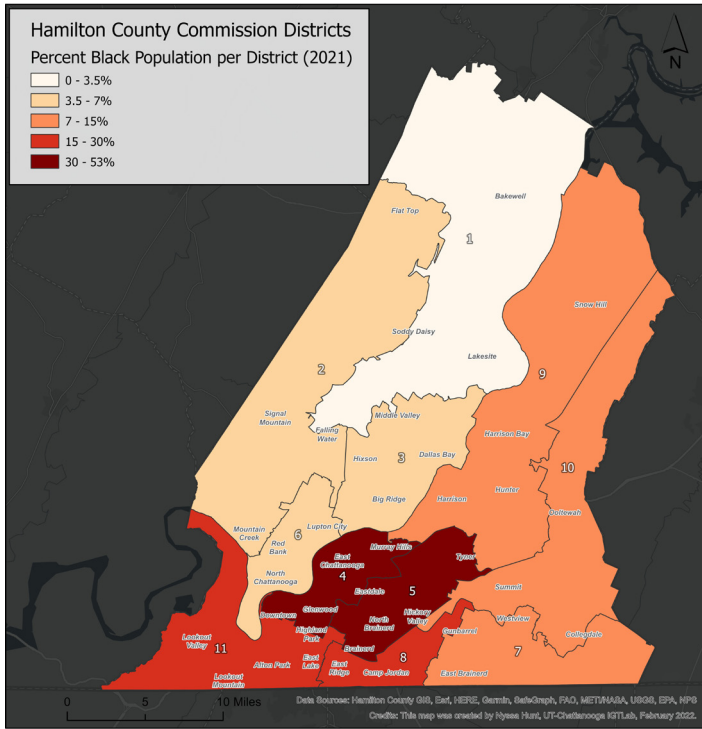 Hamilton County Commission Districts
Percent Black Population per District (2021)
0 - 3.5%
3.5 - 7%
7 - 15%
15 - 30%
30 - 53%
N
Bakewell
Flat Top
1
Snow Hill
Soddy Daisy
Lakesite
2
9
Signal
Mountain
Middle Valley
Falling
Water
Harrison Bay
Hixson
3
Dallas Bay
10
Big Ridge
Harrison
Hunter
Ooltewah
Mountain
Creek
6
Lupton City
Red
Bank
Murray Hills
East
Chattanooga
Tyner
North
Chattanooga
4
5
Eastdale
Summit
Downtown
Glenwood
Hickory
Valley
North
Brainerd
Westview
Highland
Park
Gunbarrel
Collegdale
Lookout
Valley
11
Brainerd
7
Alton Park
East
Lake
East
Ridge
8
Camp Jordan
East Brainerd
Lookout
Mountain
0 5 10 Miles
Data Sources: Hamilton County GIS, Esri, HERE, Garmin, SafeGraph, FAO, METI/NASA, USGS, EPA, NPS
Credits: This map was created by Nyssa Hunt, UT-Chattanooga IGTLab, February 2022.